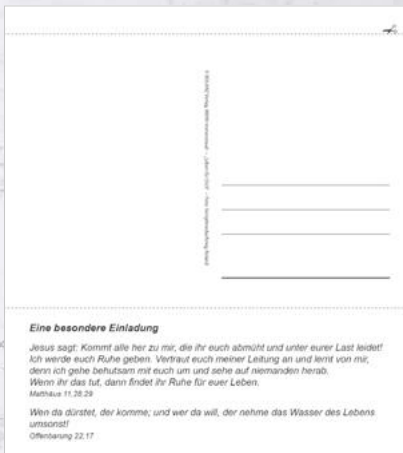 Eine besondere Einladung
Jesus sagt: Kommt alle her zu mir, die ihr euch abmüht und unter eurer Last leidet!
Ich werde euch Ruhe geben. Vertraut euch meiner Leitung an und lernt von mir,
denn ich gehe behutsam mit euch um und sehe auf niemanden herab.
Wenn ihr das tut, dann findet ihr Ruhe für euer Leben.
Matthäus 11,28.29
Wen da dürstet, der komme; und wer da will, der nehme das Wasser des Lebens
umsonst!
Offenbarung 22,17